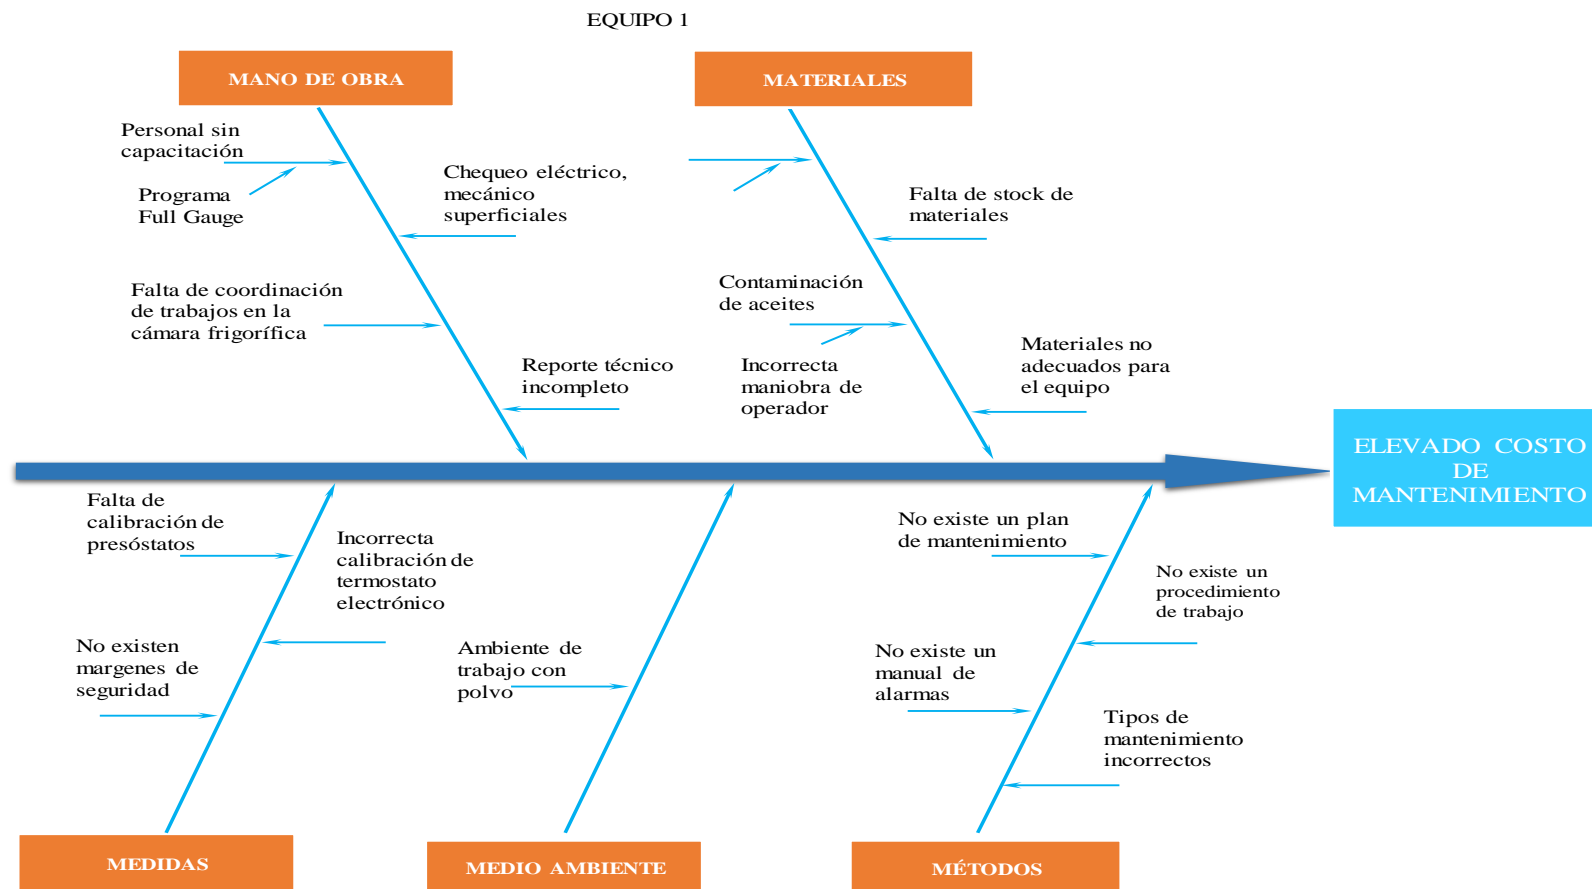 EQUIPO 1
MANO DE OBRA
MATERIALES
Personal sin
capacitación
Programa
Full Gauge
Chequeo eléctrico,
mecánico
superficiales
Falta de coordinación
de trabajos en la
cámara frigorífica
Reporte técnico
incompleto
Falta de stock de
materiales
Contaminación
de aceites
Incorrecta
maniobra de
operador
Materiales no
adecuados para
el equipo
ELEVADO COSTO
DE
MANTENIMIENTO
Falta de
calibración de
presóstatos
Incorrecta
calibración de
termostato
electrónico
No existen
margenes de
seguridad
Ambiente de
trabajo con
polvo
No existe un plan
de mantenimiento
No existe un
procedimiento
de trabajo
No existe un
manual de
alarmas
Tipos de
mantenimiento
incorrectos
MEDIDAS
MEDIO AMBIENTE
MÉTODOS